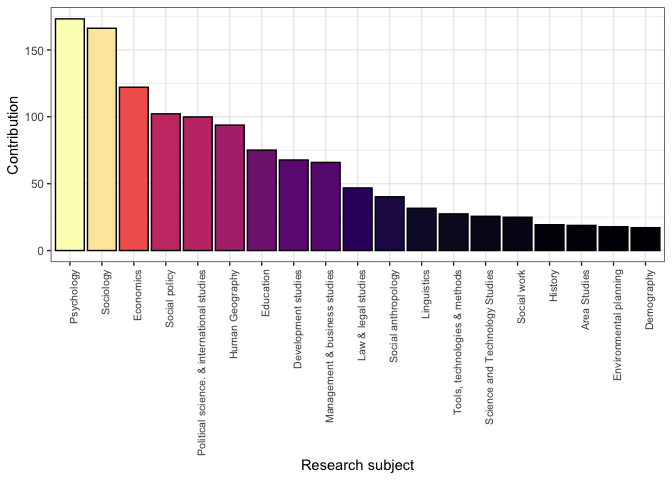 Contribution
150
100
50
0
Psychology
Sociology
Economics
Social policy
Political science. & international studies
Human Geography
Education
Development studies
Management & business studies
Law & legal studies
Social anthropology
Linguistics
Tools, technologies & methods
Science and Technology Studies
Social work
History
Area Studies
Environmental planning
Demography
Research subject